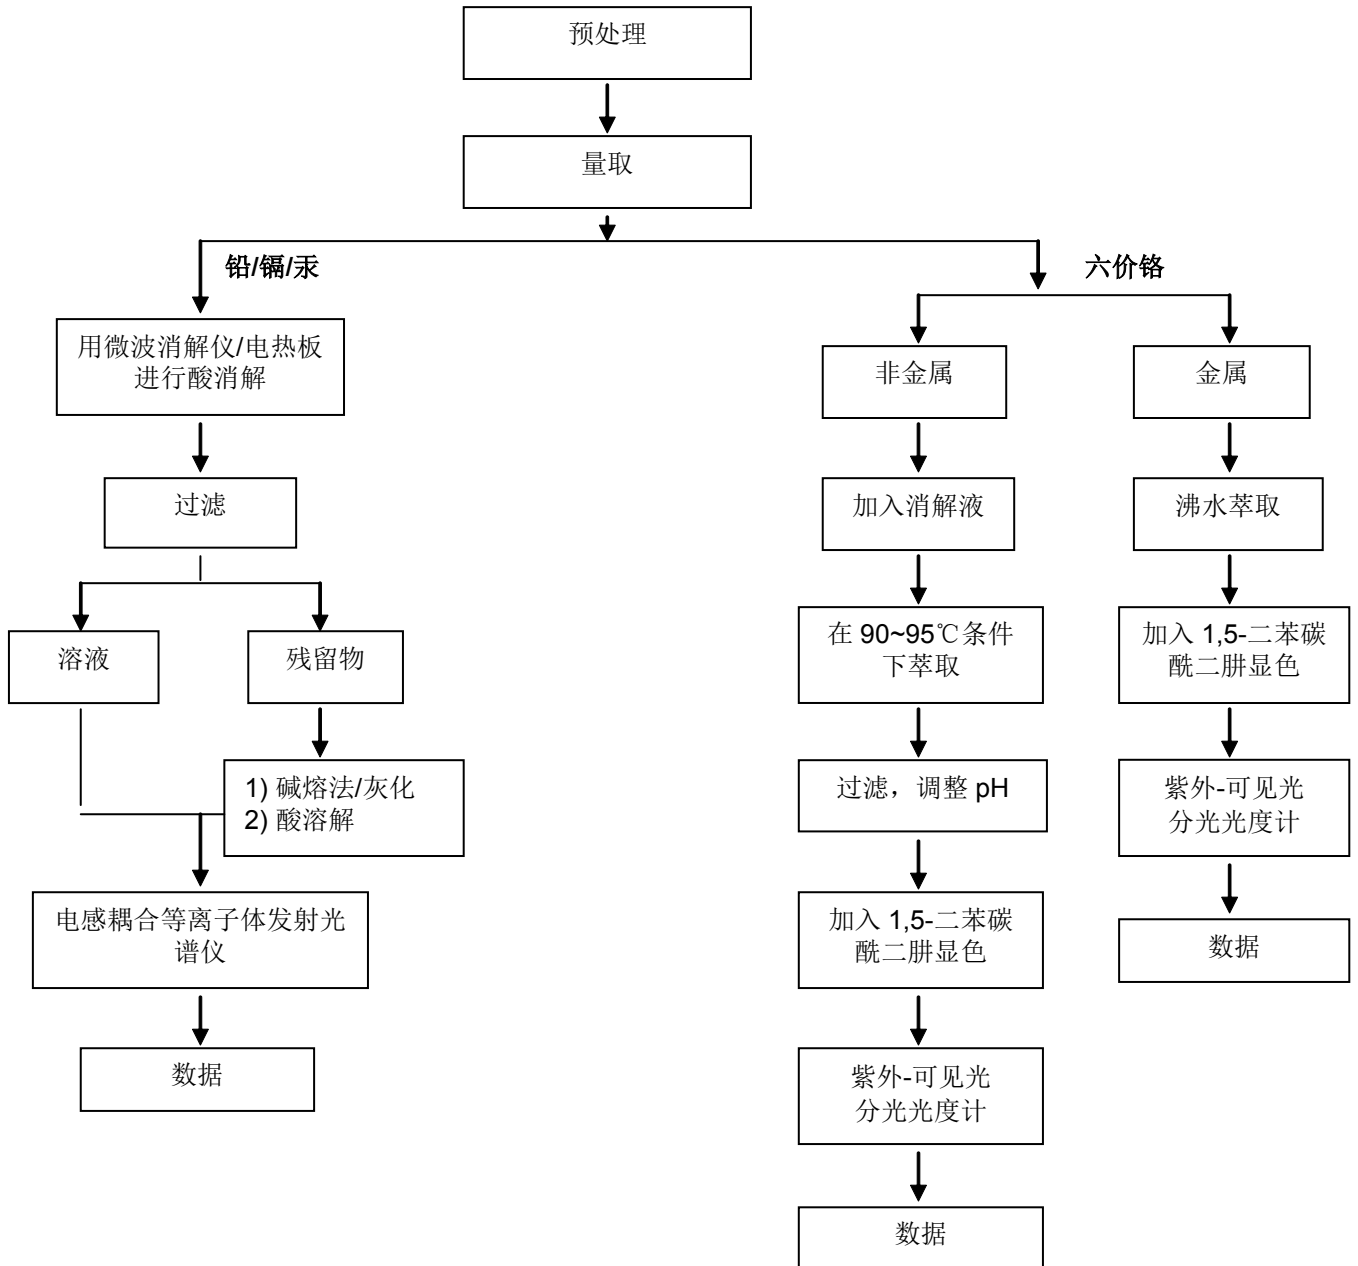 预处理
量取
铅/镉/汞
六价铬
用微波消解仪/电热板
进行酸消解
过滤
溶液
残留物
1) 碱熔法/灰化
2) 酸溶解
电感耦合等离子体发射光
谱仪
数据
非金属
加入消解液
在 90~95℃条件
下萃取
过滤，调整 pH
加入 1,5-二苯碳
酰二肼显色
紫外-可见光
分光光度计
数据
金属
沸水萃取
加入 1,5-二苯碳
酰二肼显色
紫外-可见光
分光光度计
数据